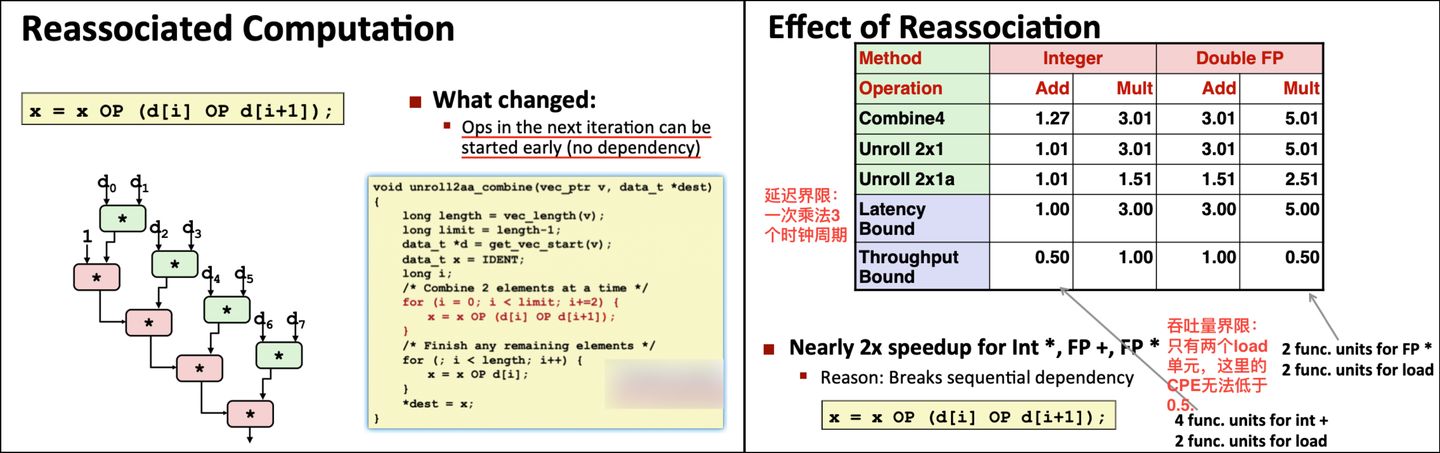 Reassociated Computation
x = x OP (d[i] OP d[i+1]);
■ What changed:
▪ Ops in the next iteration can be
started early (no dependency)
d0 d1
*
1
d2 d3
*
*
d4 d5
*
*
d6 d7
*
*
*
void unroll2aa_combine(vec_ptr v, data_t *dest)
{
long length = vec_length(v);
long limit = length-1;
data_t *d = get_vec_start(v);
data_t x = IDENT;
long i;
/* Combine 2 elements at a time */
for (i = 0; i < limit; i+=2) {
x = x OP (d[i] OP d[i+1]);
}
/* Finish any remaining elements */
for (; i < length; i++) {
x = x OP d[i];
}
*dest = x;
}
Effect of Reassociation
Method Integer Double FP
Operation Add Mult Add Mult
Combine4 1.27 3.01 3.01 5.01
Unroll 2x1 1.01 3.01 3.01 5.01
Unroll 2x1a 1.01 1.51 1.51 2.51
Latency
Bound 1.00 3.00 3.00 5.00
Throughput
Bound 0.50 1.00 1.00 0.50
延迟界限：
一次乘法3
个时钟周期
■ Nearly 2x speedup for Int *, FP +, FP *
▪ Reason: Breaks sequential dependency
x = x OP (d[i] OP d[i+1]);
吞吐量界限：
只有两个load
单元，这里的
CPE无法低于
0.5.
2 func. units for FP *
2 func. units for load
4 func. units for int +
2 func. units for load